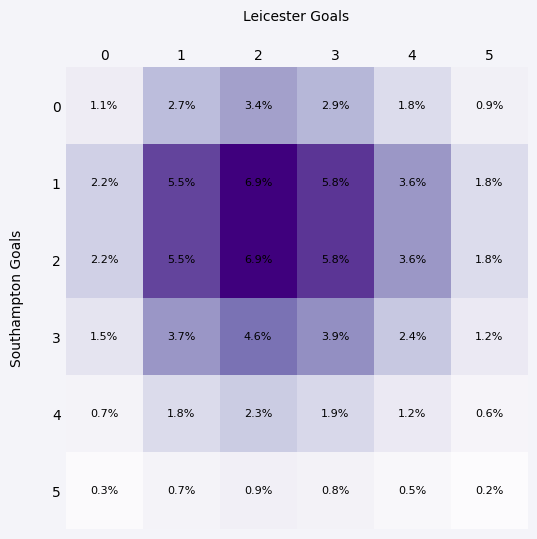 Leicester Goals
0 1 2 3 4 5
0 1.1% 2.7% 3.4% 2.9% 1.8% 0.9%
1 2.2% 5.5% 6.9% 5.8% 3.6% 1.8%
2 2.2% 5.5% 6.9% 5.8% 3.6% 1.8%
3 1.5% 3.7% 4.6% 3.9% 2.4% 1.2%
4 0.7% 1.8% 2.3% 1.9% 1.2% 0.6%
5 0.3% 0.7% 0.9% 0.8% 0.5% 0.2%
Southampton Goals